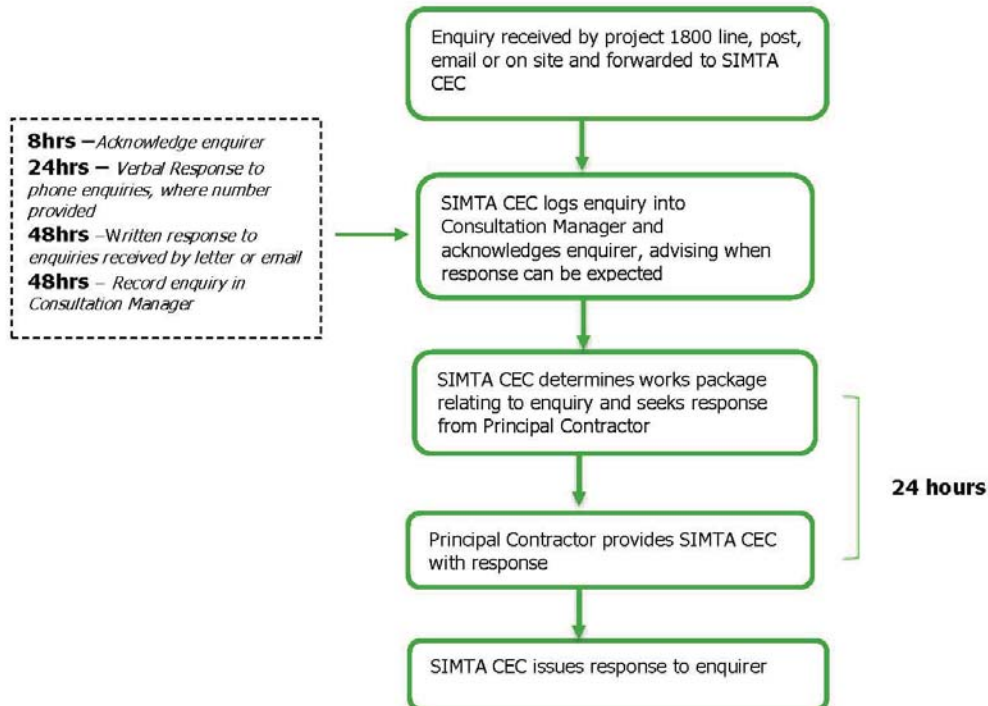 Enquiry received by project 1800 line, post,
email or on site and forwarded to SIMTA
CEC
8hrs –Acknowledge enquirer
24hrs – Verbal Response to
phone enquiries, where number
provided
48hrs –Written response to
enquiries received by letter or email
48hrs – Record enquiry in
Consultation Manager
SIMTA CEC logs enquiry into
Consultation Manager and
acknowledges enquirer, advising when
response can be expected
SIMTA CEC determines works package
relating to enquiry and seeks response
from Principal Contractor
24 hours
Principal Contractor provides SIMTA CEC
with response
SIMTA CEC issues response to enquirer